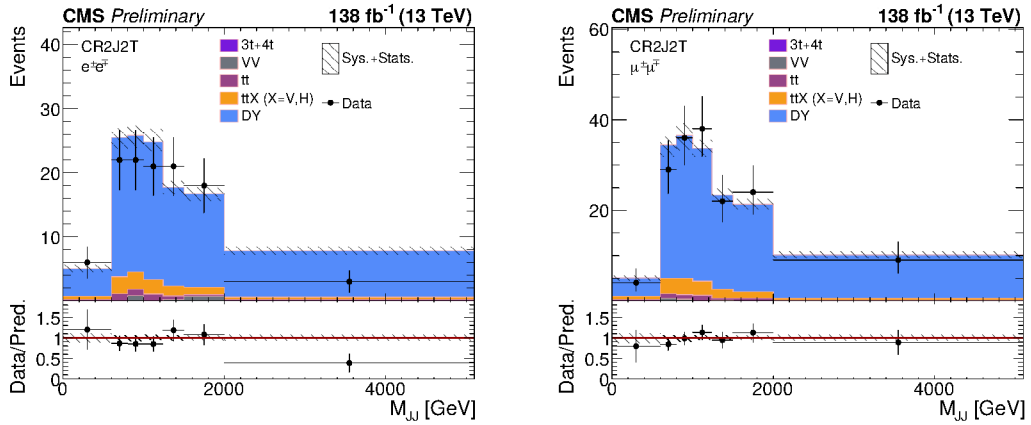 CMS Preliminary 138 fb⁻¹ (13 TeV)
Events
40
30
20
10
CR2J2T
e±e∓
3t+4t
VV
tt
ttX (X=V,H)
DY
Sys.+Stats.
Data
Data/Pred.
1.5
1
0.5
0
0 2000 4000
M_JJ [GeV]
CMS Preliminary 138 fb⁻¹ (13 TeV)
Events
60
40
20
CR2J2T
μ±μ∓
3t+4t
VV
tt
ttX (X=V,H)
DY
Sys.+Stats.
Data
Data/Pred.
1.5
1
0.5
0
0 2000 4000
M_JJ [GeV]